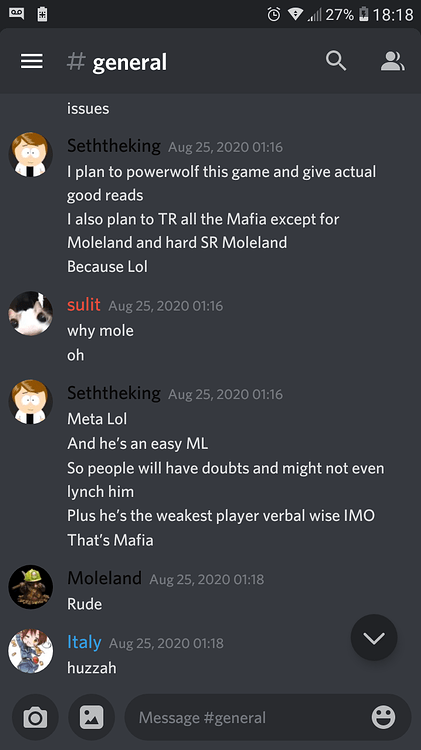 27% 18:18
# general
issues
Seththeking Aug 25, 2020 01:16
I plan to powerwolf this game and give actual
good reads
I also plan to TR all the Mafia except for
Moleland and hard SR Moleland
Because Lol
sulit Aug 25, 2020 01:16
why mole
oh
Seththeking Aug 25, 2020 01:16
Meta Lol
And he's an easy ML
So people will have doubts and might not even
lynch him
Plus he's the weakest player verbal wise IMO
That's Mafia
Moleland Aug 25, 2020 01:18
Rude
Italy Aug 25, 2020 01:18
huzzah
Message #general